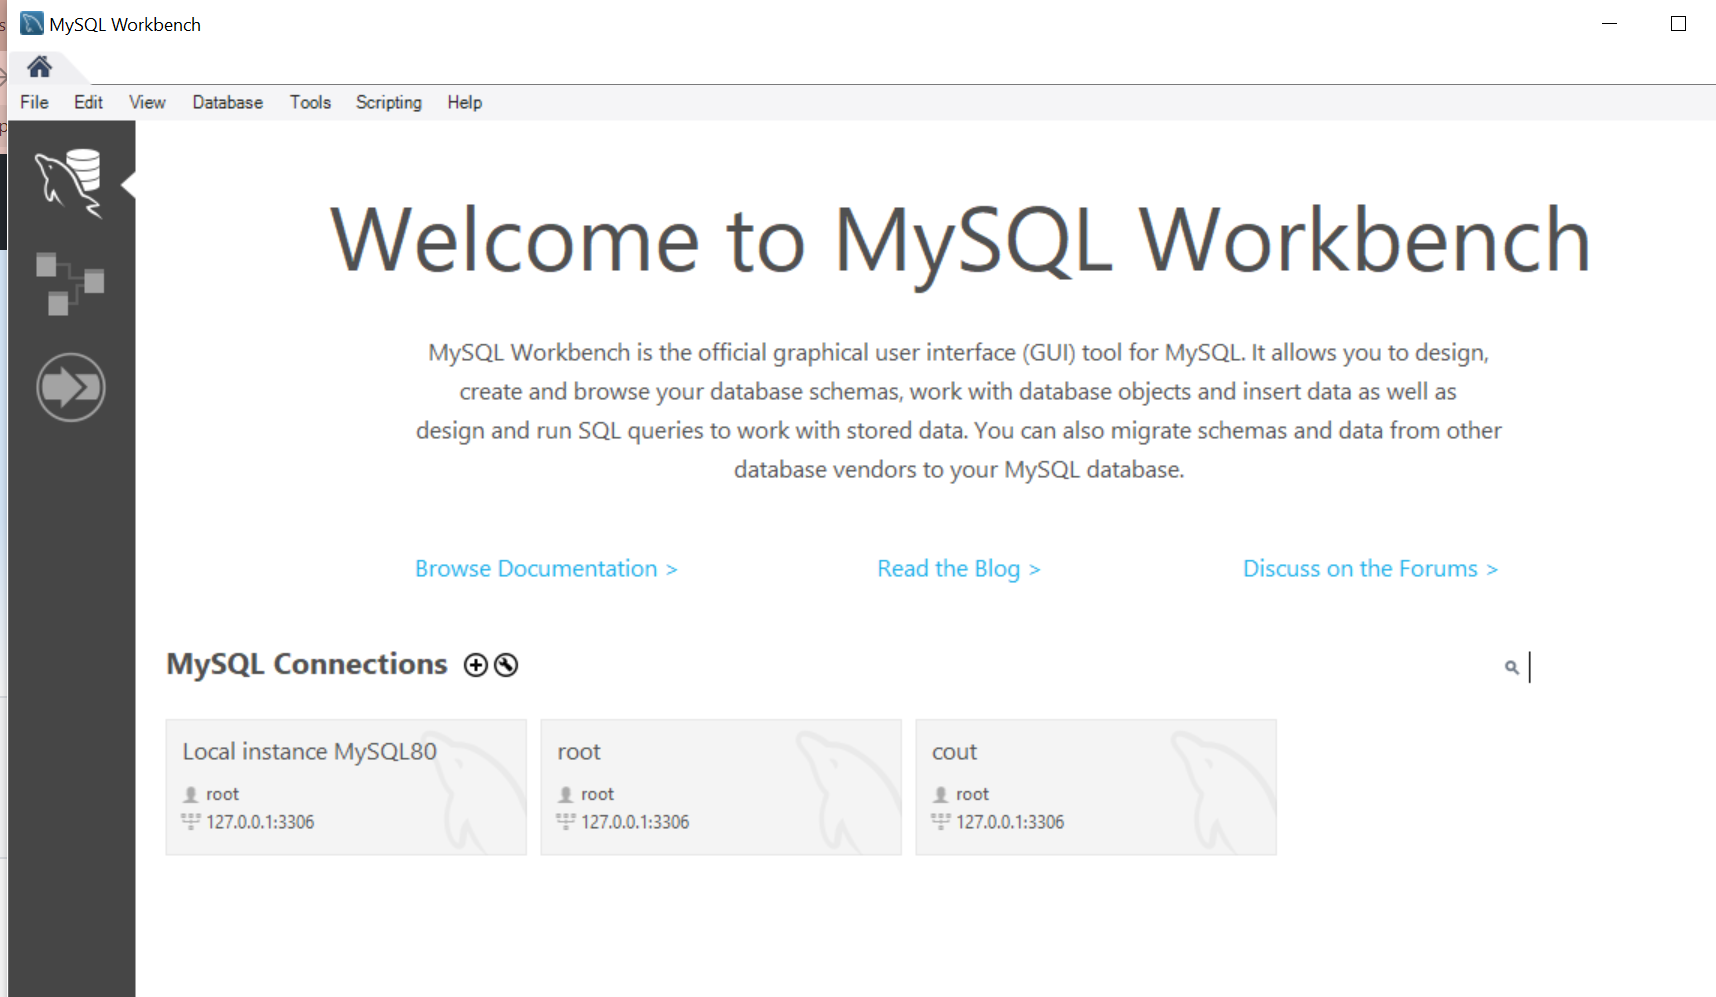 MySQL Workbench
File Edit View Database Tools Scripting Help
Welcome to MySQL Workbench
MySQL Workbench is the official graphical user interface (GUI) tool for MySQL. It allows you to design,
create and browse your database schemas, work with database objects and insert data as well as
design and run SQL queries to work with stored data. You can also migrate schemas and data from other
database vendors to your MySQL database.
Browse Documentation > Read the Blog > Discuss on the Forums >
MySQL Connections
Local instance MySQL80
root
127.0.0.1:3306
root
root
127.0.0.1:3306
cout
root
127.0.0.1:3306